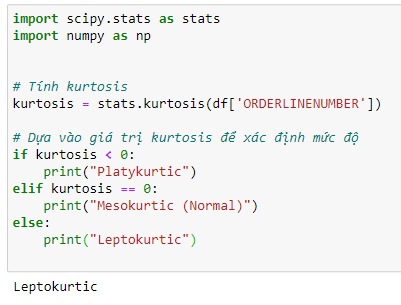 import scipy.stats as stats
import numpy as np
# Tính kurtosis
kurtosis = stats.kurtosis(df['ORDERLINENUMBER'])
# Dựa vào giá trị kurtosis để xác định mức độ
if kurtosis < 0:
    print("Platykurtic")
elif kurtosis == 0:
    print("Mesokurtic (Normal)")
else:
    print("Leptokurtic")
Leptokurtic